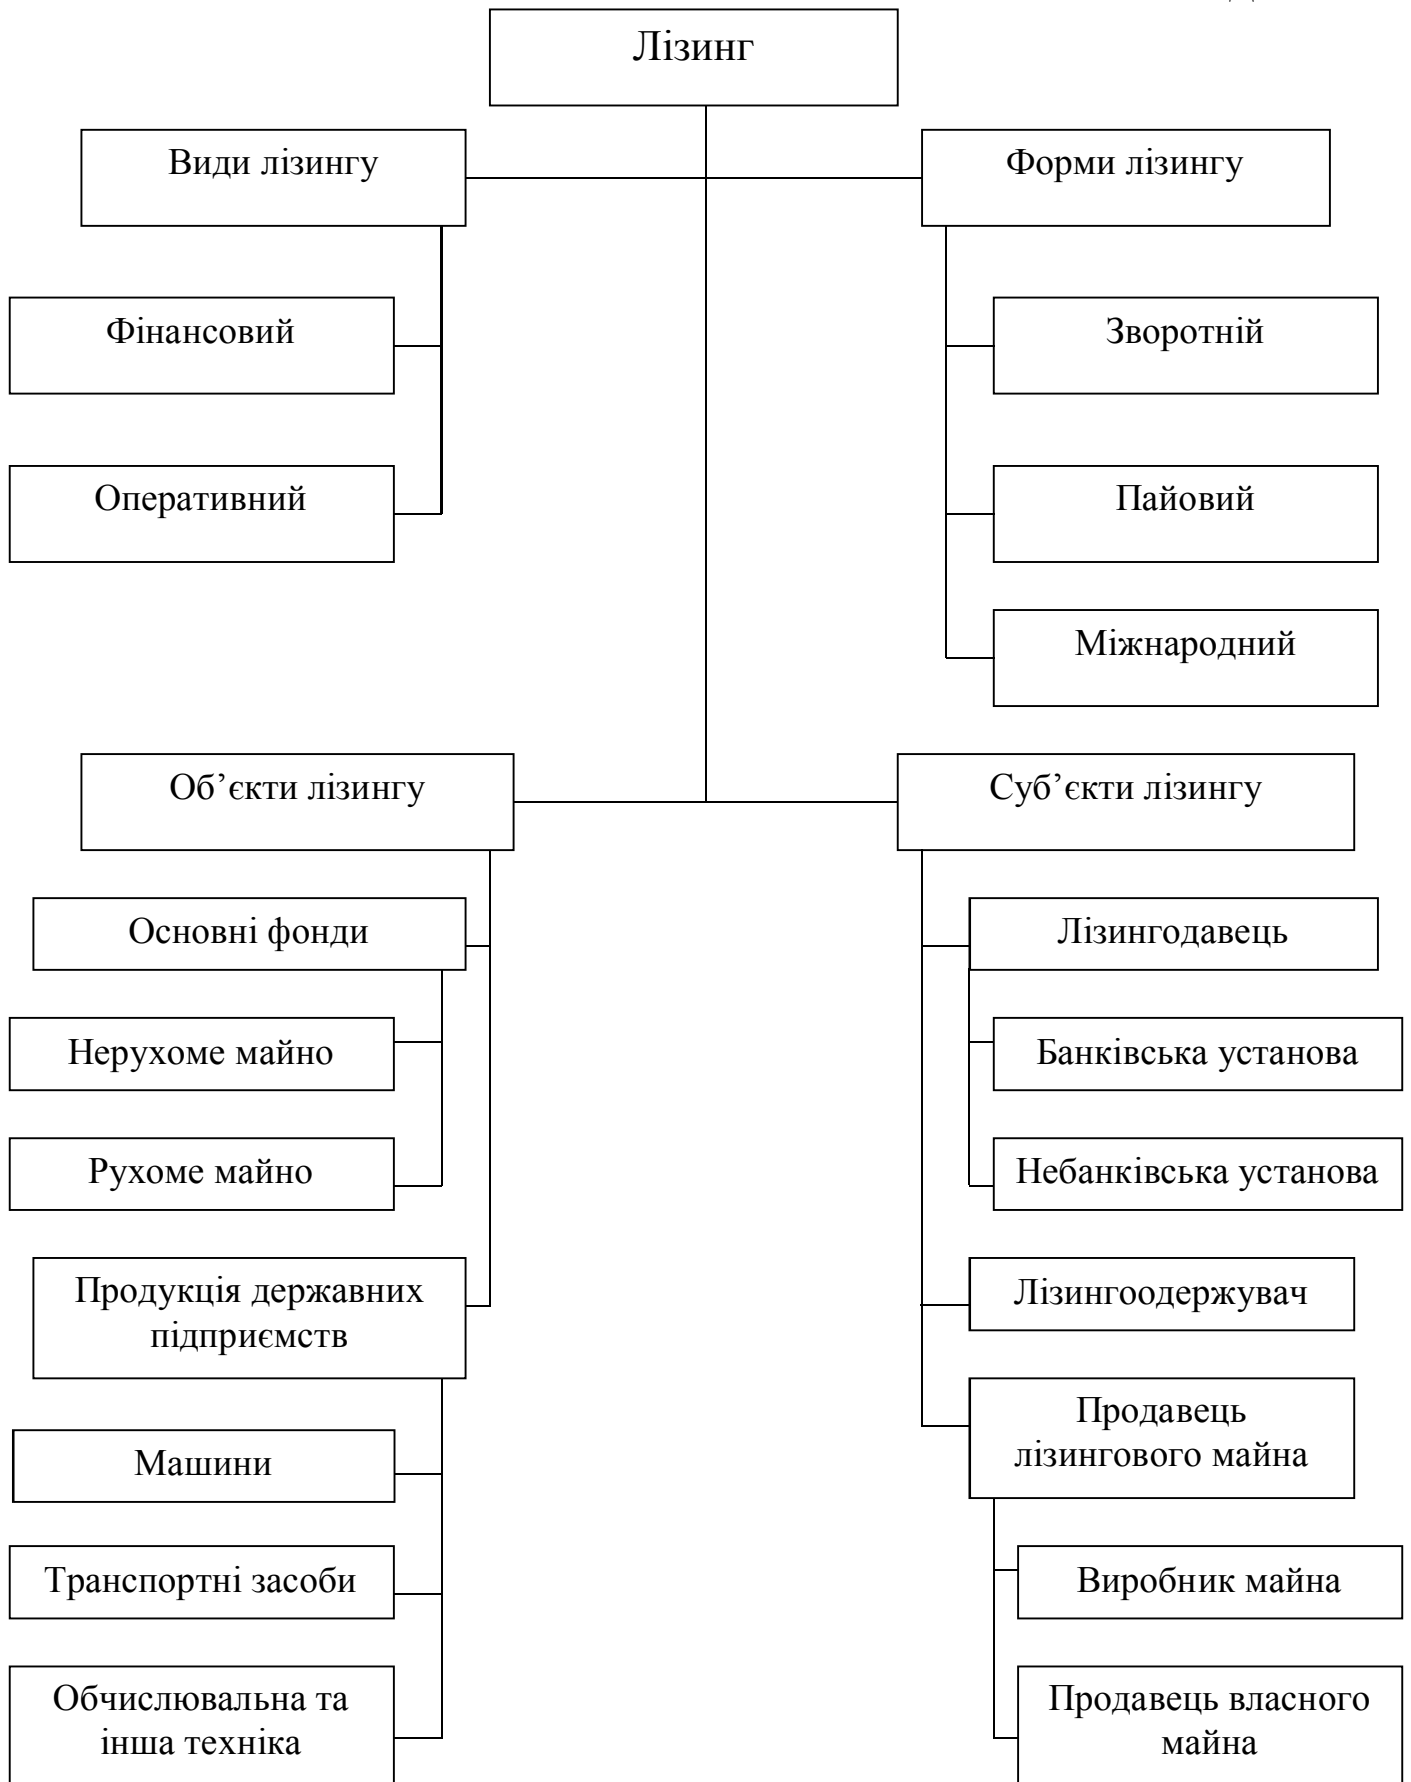 Лізинг
Види лізингу
Форми лізингу
Фінансовий
Зворотній
Оперативний
Пайовий
Міжнародний
Об’єкти лізингу
Суб’єкти лізингу
Основні фонди
Лізингодавець
Нерухоме майно
Банківська установа
Рухоме майно
Небанківська установа
Продукція державних
підприємств
Лізингоодержувач
Продавець
лізингового майна
Машини
Транспортні засоби
Виробник майна
Обчислювальна та
інша техніка
Продавець власного
майна